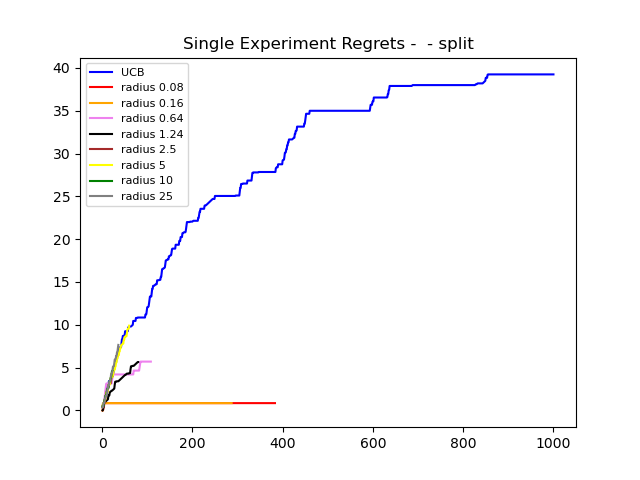 Single Experiment Regrets -  - split
40
35
30
25
20
15
10
5
0
UCB
radius 0.08
radius 0.16
radius 0.64
radius 1.24
radius 2.5
radius 5
radius 10
radius 25
0 200 400 600 800 1000